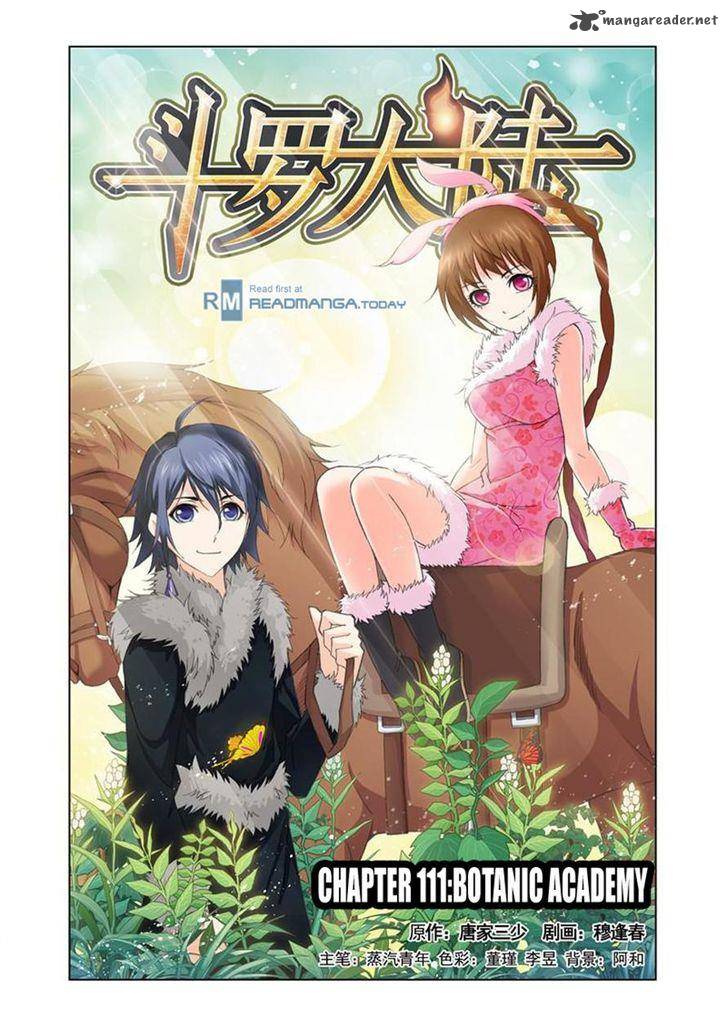 mangareader.net
斗罗大陆
Read first at
RM READMANGA.TODAY
CHAPTER 111:BOTANIC ACADEMY
原作：唐家三少 剧画：穆逢春
主笔：蒸汽青年 色彩：董瑾 李昱 背景：阿和